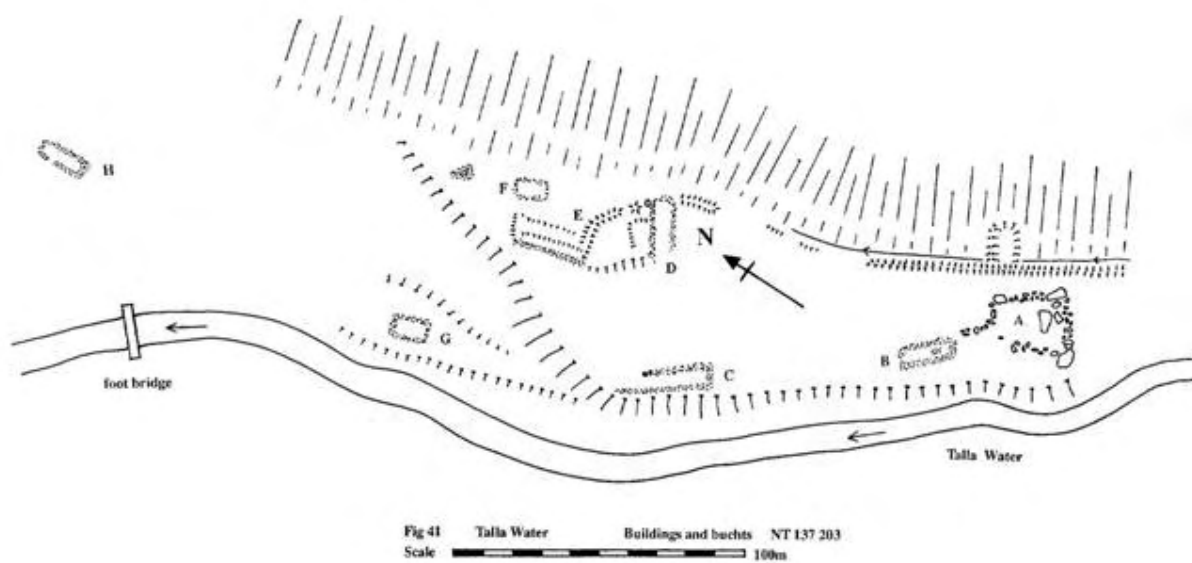 H
F
E
N
D
A
G
B
C
foot bridge
Talla Water
Fig 41 Talla Water Buildings and buchts NT 137 203
Scale 100m